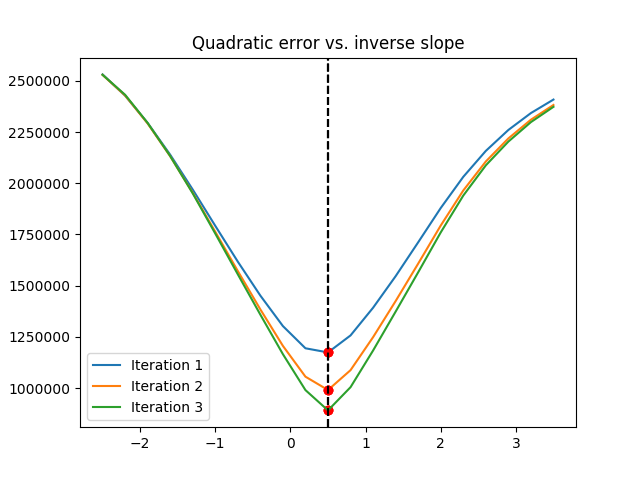 Quadratic error vs. inverse slope
2500000
2250000
2000000
1750000
1500000
1250000
1000000
Iteration 1
Iteration 2
Iteration 3
−2 −1 0 1 2 3